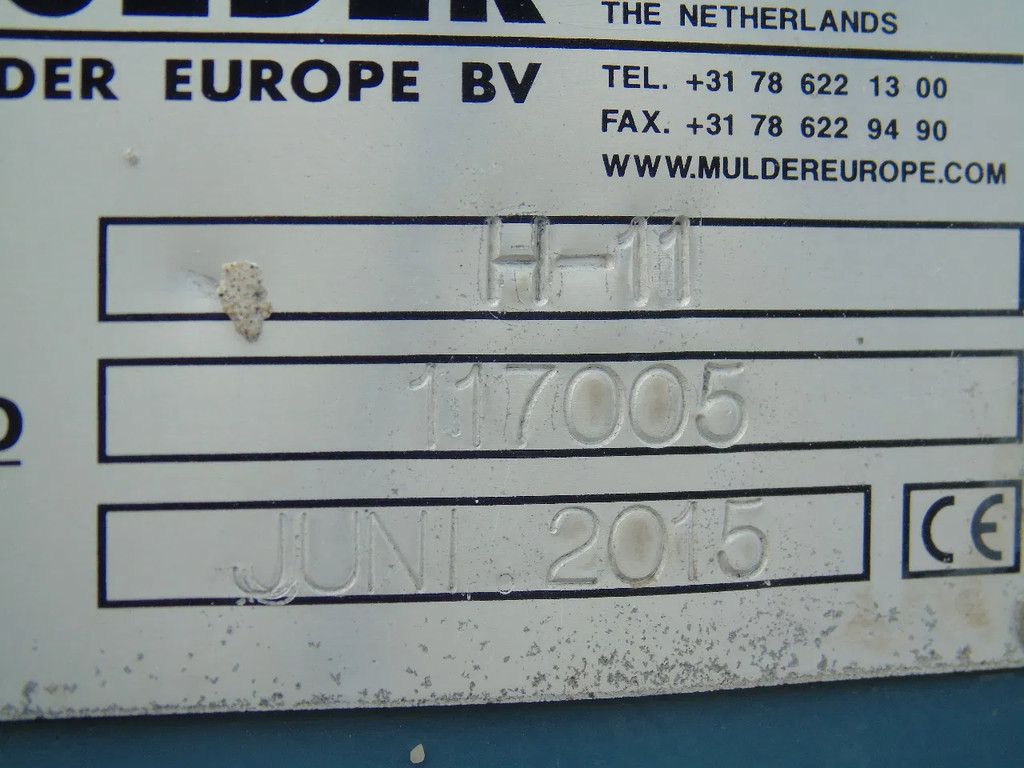 ULDER
THE NETHERLANDS
DER EUROPE BV
TEL. +31 78 622 13 00
FAX. +31 78 622 94 90
WWW.MULDEREUROPE.COM
H-11
117005
D
JUNI.2015
CE